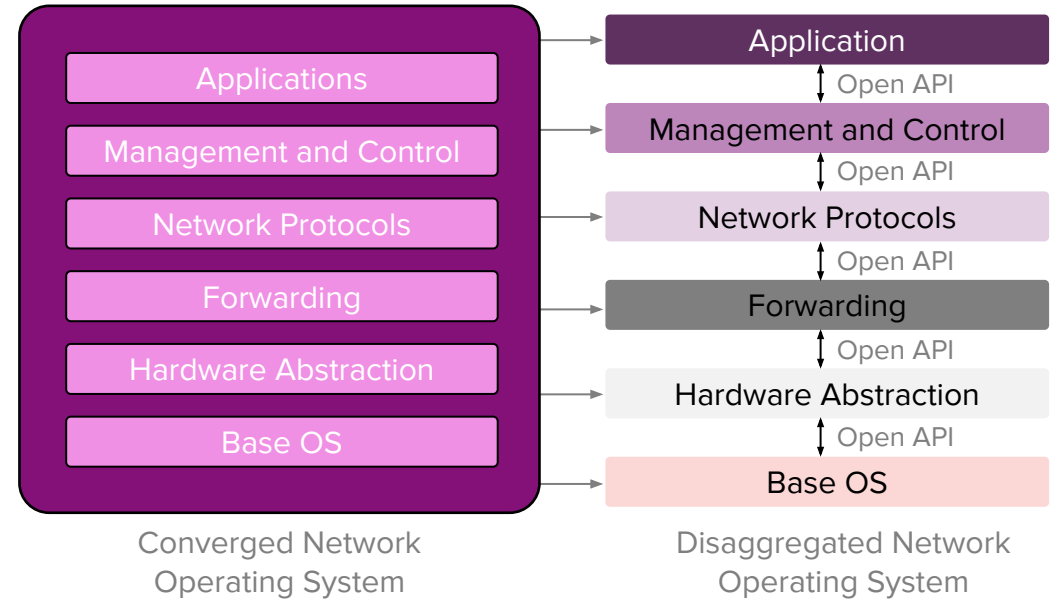 Applications
Management and Control
Network Protocols
Forwarding
Hardware Abstraction
Base OS
Converged Network
Operating System
Application
Open API
Management and Control
Open API
Network Protocols
Open API
Forwarding
Open API
Hardware Abstraction
Open API
Base OS
Disaggregated Network
Operating System